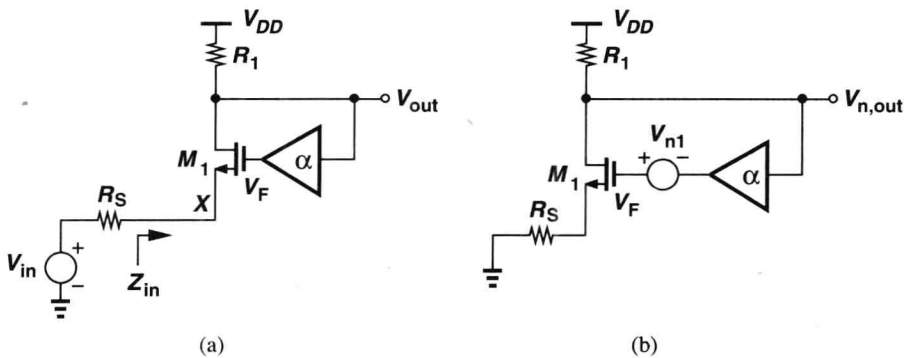 V_DD
R_1
V_out
M_1
α
V_F
R_S
X
V_in
+
−
Z_in
(a)
V_DD
R_1
V_n,out
V_n1
+
−
M_1
α
V_F
R_S
(b)